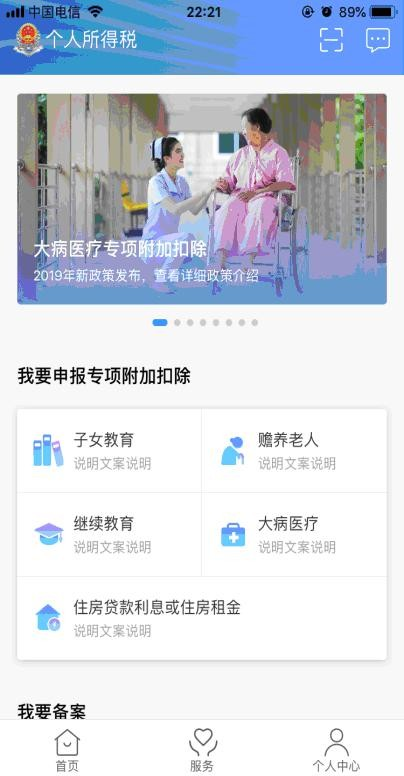 中国电信 22:21 89%
个人所得税
大病医疗专项附加扣除
2019年新政策发布，查看详细政策介绍
我要申报专项附加扣除
子女教育 赡养老人
说明文案说明 说明文案说明
继续教育 大病医疗
说明文案说明 说明文案说明
住房贷款利息或住房租金
说明文案说明
我要备案
首页 服务 个人中心